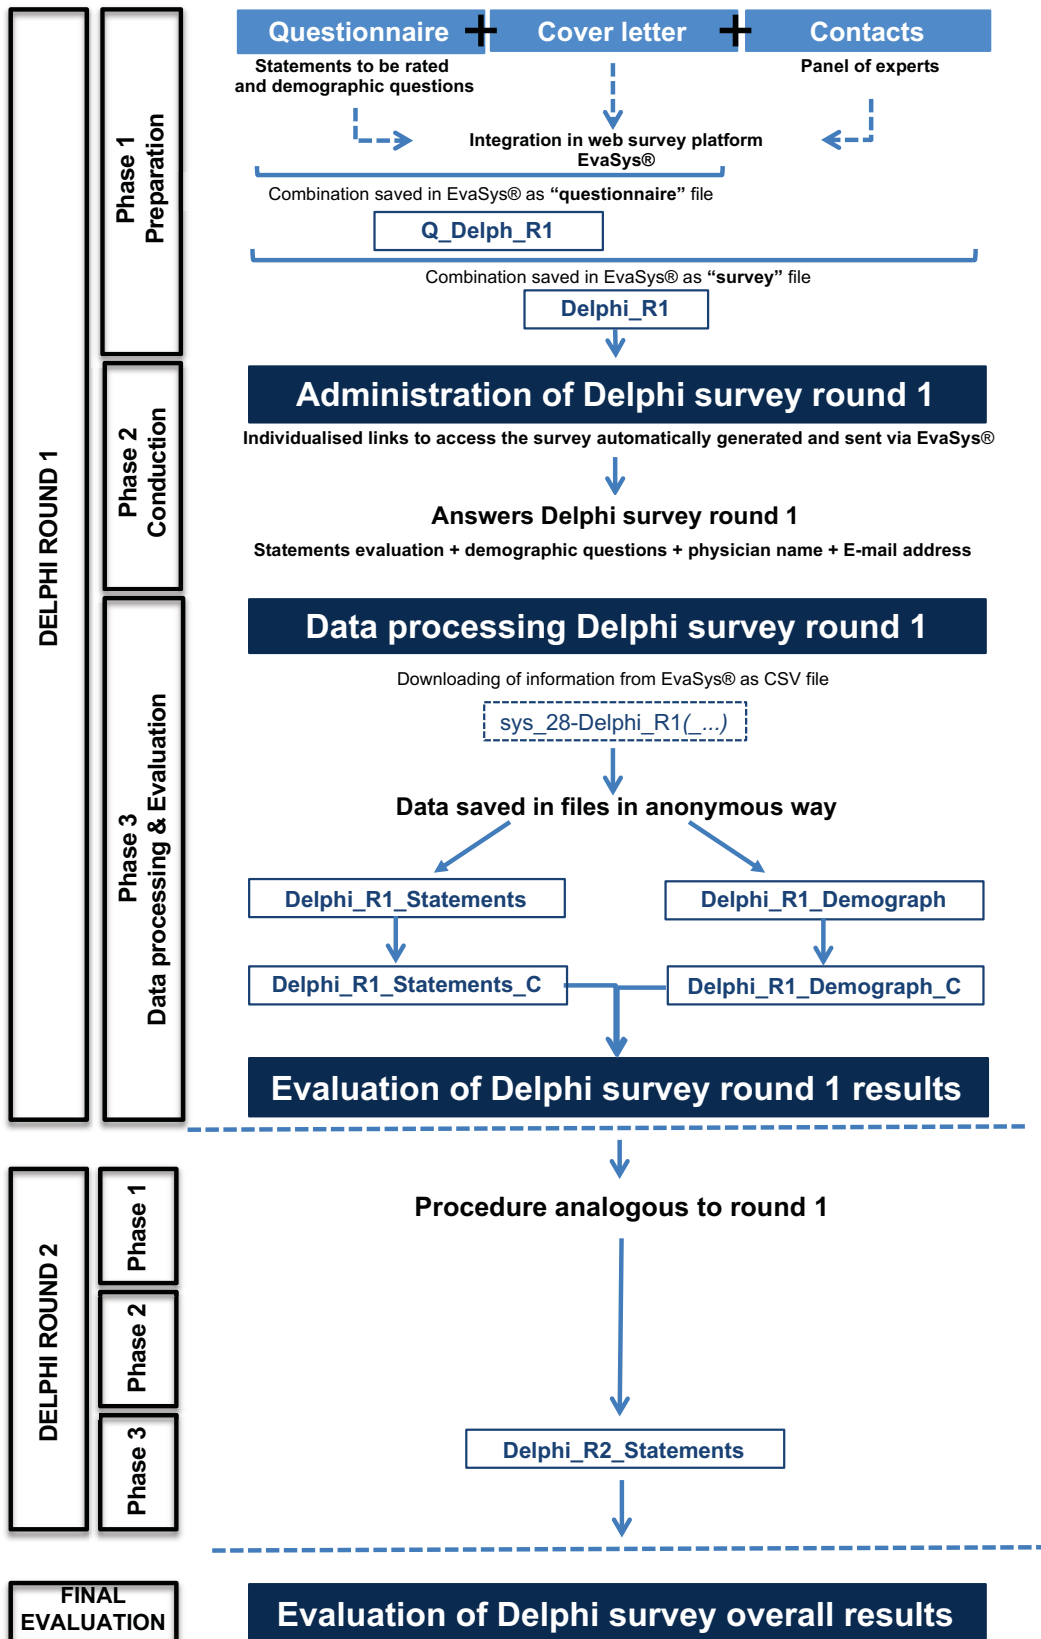 Questionnaire + Cover letter + Contacts
Statements to be rated
and demographic questions
Panel of experts
Integration in web survey platform
EvaSys®
Combination saved in EvaSys® as “questionnaire” file
Q_Delph_R1
Combination saved in EvaSys® as “survey” file
Delphi_R1
DELPHI ROUND 1
Phase 1
Preparation
Administration of Delphi survey round 1
Individualised links to access the survey automatically generated and sent via EvaSys®
Phase 2
Conduction
Answers Delphi survey round 1
Statements evaluation + demographic questions + physician name + E-mail address
Data processing Delphi survey round 1
Downloading of information from EvaSys® as CSV file
sys_28-Delphi_R1(_...)
Phase 3
Data processing & Evaluation
Data saved in files in anonymous way
Delphi_R1_Statements
Delphi_R1_Demograph
Delphi_R1_Statements_C
Delphi_R1_Demograph_C
Evaluation of Delphi survey round 1 results
DELPHI ROUND 2
Phase 1
Procedure analogous to round 1
Phase 2
Phase 3
Delphi_R2_Statements
FINAL
EVALUATION
Evaluation of Delphi survey overall results